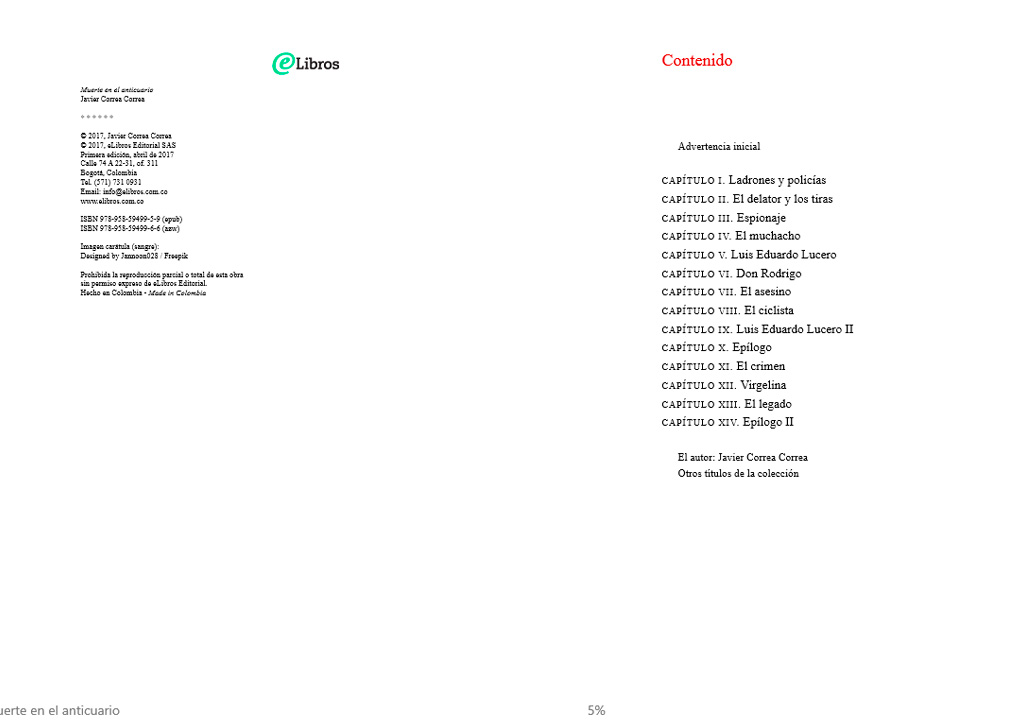 eLibros
Muerte en el anticuario
Javier Correa Correa
* * * * * *
© 2017, Javier Correa Correa
© 2017, eLibros Editorial SAS
Primera edición, abril de 2017
Calle 74 A 22-31, of. 311
Bogotá, Colombia
Tel. (571) 731 0931
Email: info@elibros.com.co
www.elibros.com.co
ISBN 978-958-59499-5-9 (epub)
ISBN 978-958-59499-6-6 (azw)
Imagen carátula (sangre):
Designed by Jannoon028 / Freepik
Prohibida la reproducción parcial o total de esta obra
sin permiso expreso de eLibros Editorial.
Hecho en Colombia - Made in Colombia
Contenido
Advertencia inicial
CAPÍTULO I. Ladrones y policías
CAPÍTULO II. El delator y los tiras
CAPÍTULO III. Espionaje
CAPÍTULO IV. El muchacho
CAPÍTULO V. Luis Eduardo Lucero
CAPÍTULO VI. Don Rodrigo
CAPÍTULO VII. El asesino
CAPÍTULO VIII. El ciclista
CAPÍTULO IX. Luis Eduardo Lucero II
CAPÍTULO X. Epílogo
CAPÍTULO XI. El crimen
CAPÍTULO XII. Virgelina
CAPÍTULO XIII. El legado
CAPÍTULO XIV. Epílogo II
El autor: Javier Correa Correa
Otros títulos de la colección
uerte en el anticuario
5%